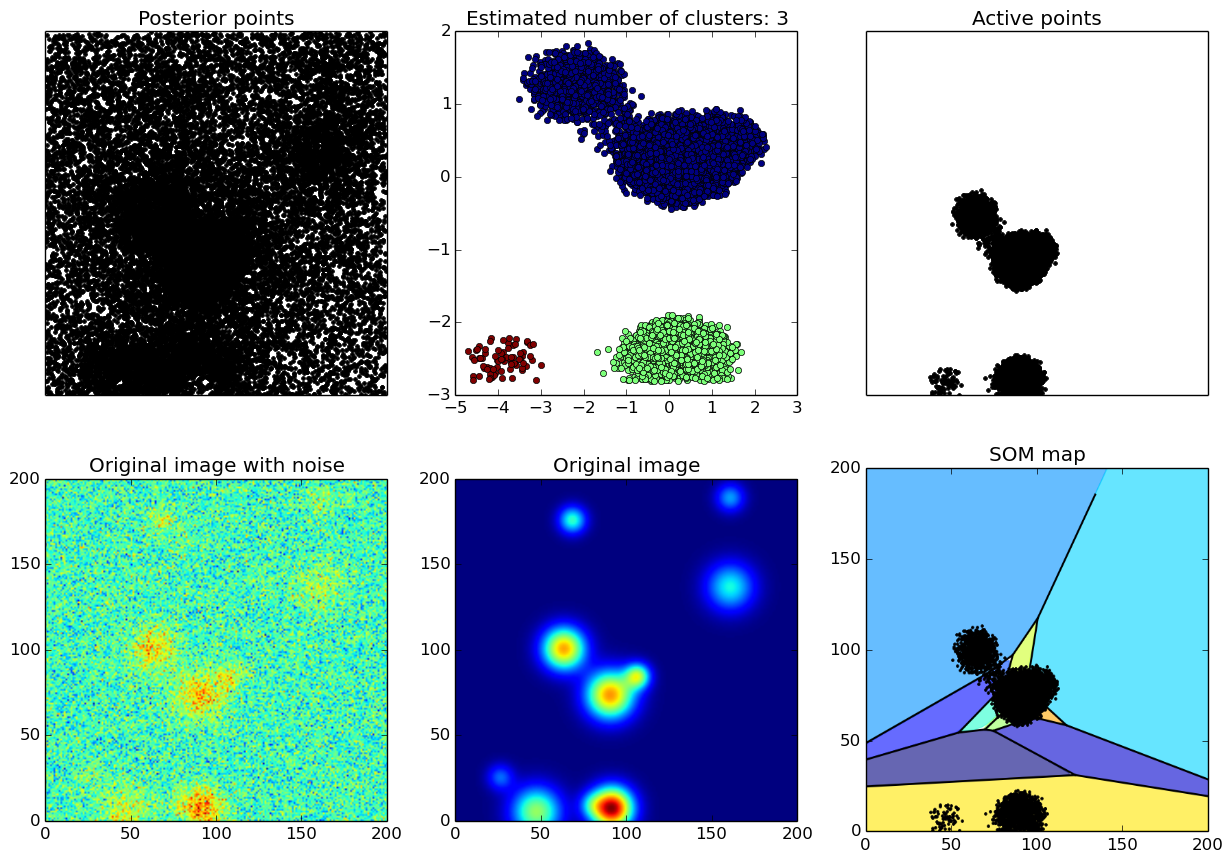 Posterior points
Estimated number of clusters: 3
Active points
2
1
0
−1
−2
−3
−5 −4 −3 −2 −1 0 1 2 3
Original image with noise
Original image
SOM map
200
150
100
50
0
0 50 100 150 200
200
150
100
50
0
0 50 100 150 200
200
150
100
50
0
0 50 100 150 200